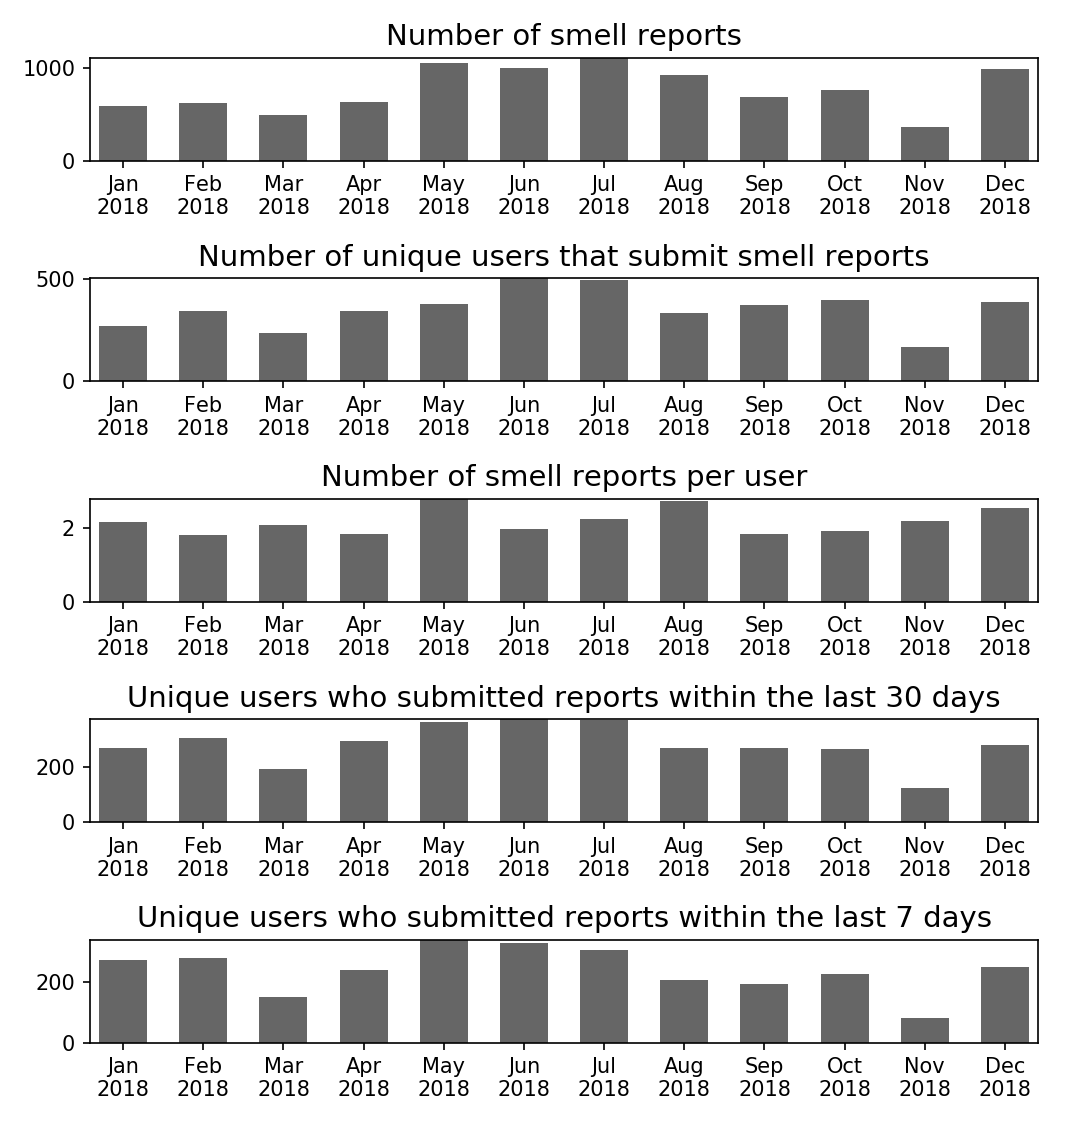 Number of smell reports
1000
0
Jan Feb Mar Apr May Jun Jul Aug Sep Oct Nov Dec
2018 2018 2018 2018 2018 2018 2018 2018 2018 2018 2018 2018
Number of unique users that submit smell reports
500
0
Jan Feb Mar Apr May Jun Jul Aug Sep Oct Nov Dec
2018 2018 2018 2018 2018 2018 2018 2018 2018 2018 2018 2018
Number of smell reports per user
2
0
Jan Feb Mar Apr May Jun Jul Aug Sep Oct Nov Dec
2018 2018 2018 2018 2018 2018 2018 2018 2018 2018 2018 2018
Unique users who submitted reports within the last 30 days
200
0
Jan Feb Mar Apr May Jun Jul Aug Sep Oct Nov Dec
2018 2018 2018 2018 2018 2018 2018 2018 2018 2018 2018 2018
Unique users who submitted reports within the last 7 days
200
0
Jan Feb Mar Apr May Jun Jul Aug Sep Oct Nov Dec
2018 2018 2018 2018 2018 2018 2018 2018 2018 2018 2018 2018